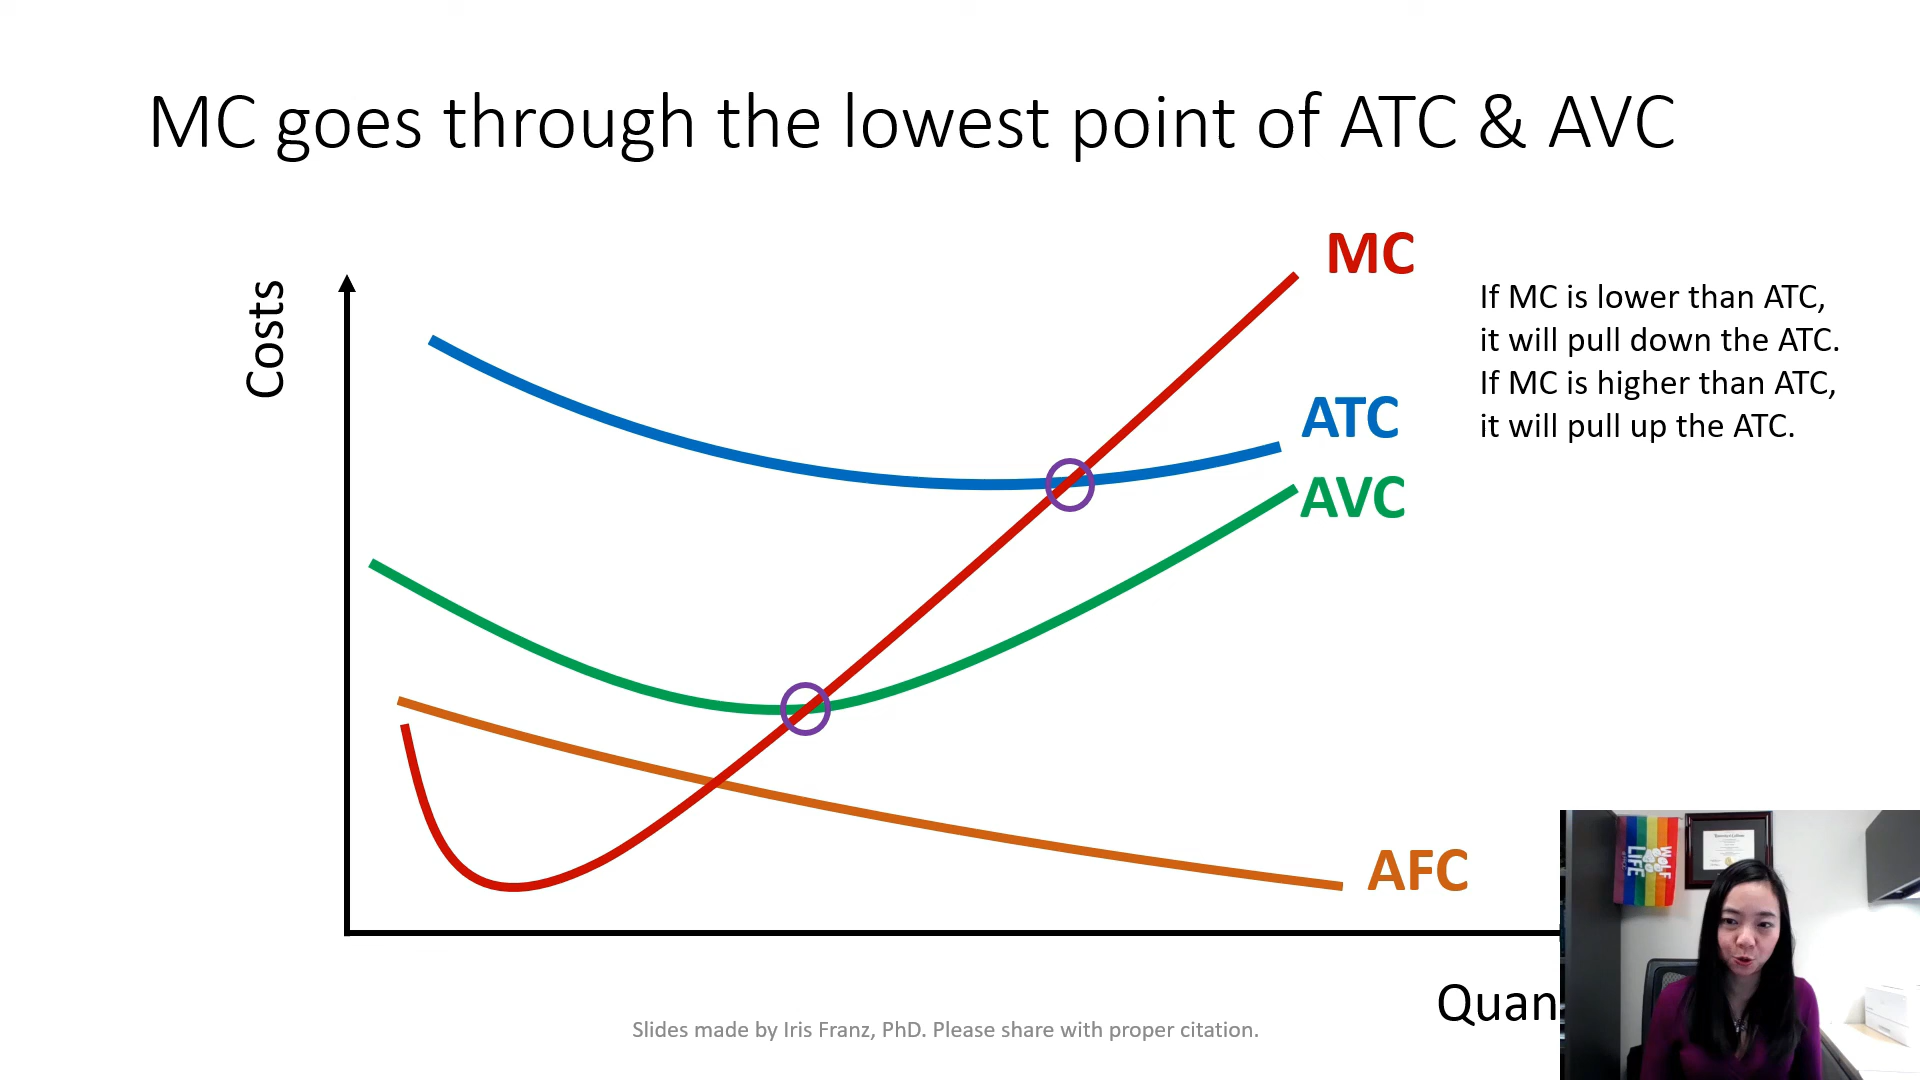 MC goes through the lowest point of ATC & AVC
Costs
MC
ATC
AVC
AFC
If MC is lower than ATC,
it will pull down the ATC.
If MC is higher than ATC,
it will pull up the ATC.
Quan
Slides made by Iris Franz, PhD. Please share with proper citation.
WOLF
LIFE